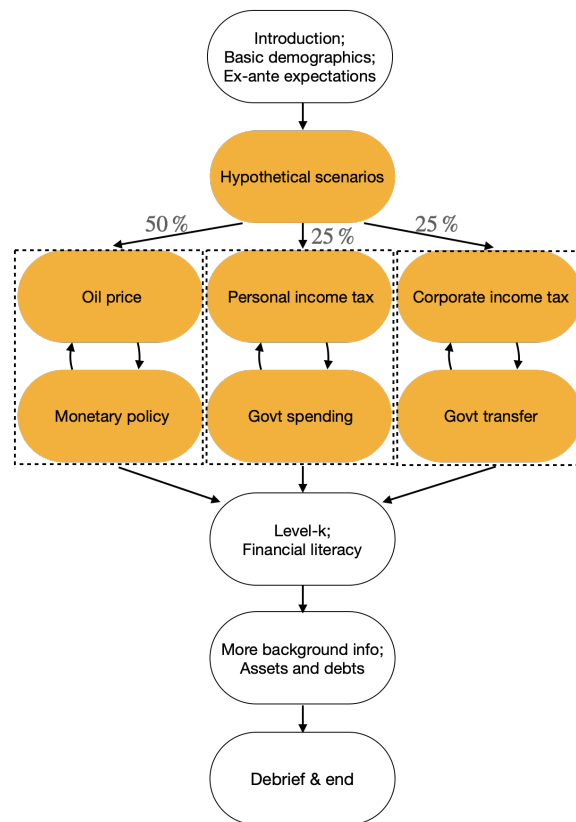 Introduction;
Basic demographics;
Ex-ante expectations
Hypothetical scenarios
50 %
25 %
25 %
Oil price
Personal income tax
Corporate income tax
Monetary policy
Govt spending
Govt transfer
Level-k;
Financial literacy
More background info;
Assets and debts
Debrief & end